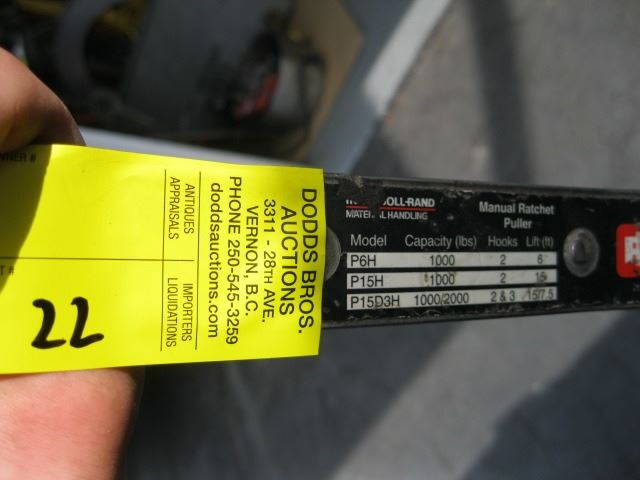 DODDS BROS.
AUCTIONS
3311 - 28TH AVE.
VERNON, B.C.
PHONE 250-545-3259
doddsauctions.com
ANTIQUES
APPRAISALS
IMPORTERS
LIQUIDATIONS
22
OLL-RAND
MATERIAL HANDLING
Manual Ratchet
Puller
Model Capacity (lbs) Hooks Lift (ft)
P6H 1000 2 6
P15H 1000 2 15
P15D3H 1000/2000 2 & 3 15/7.5